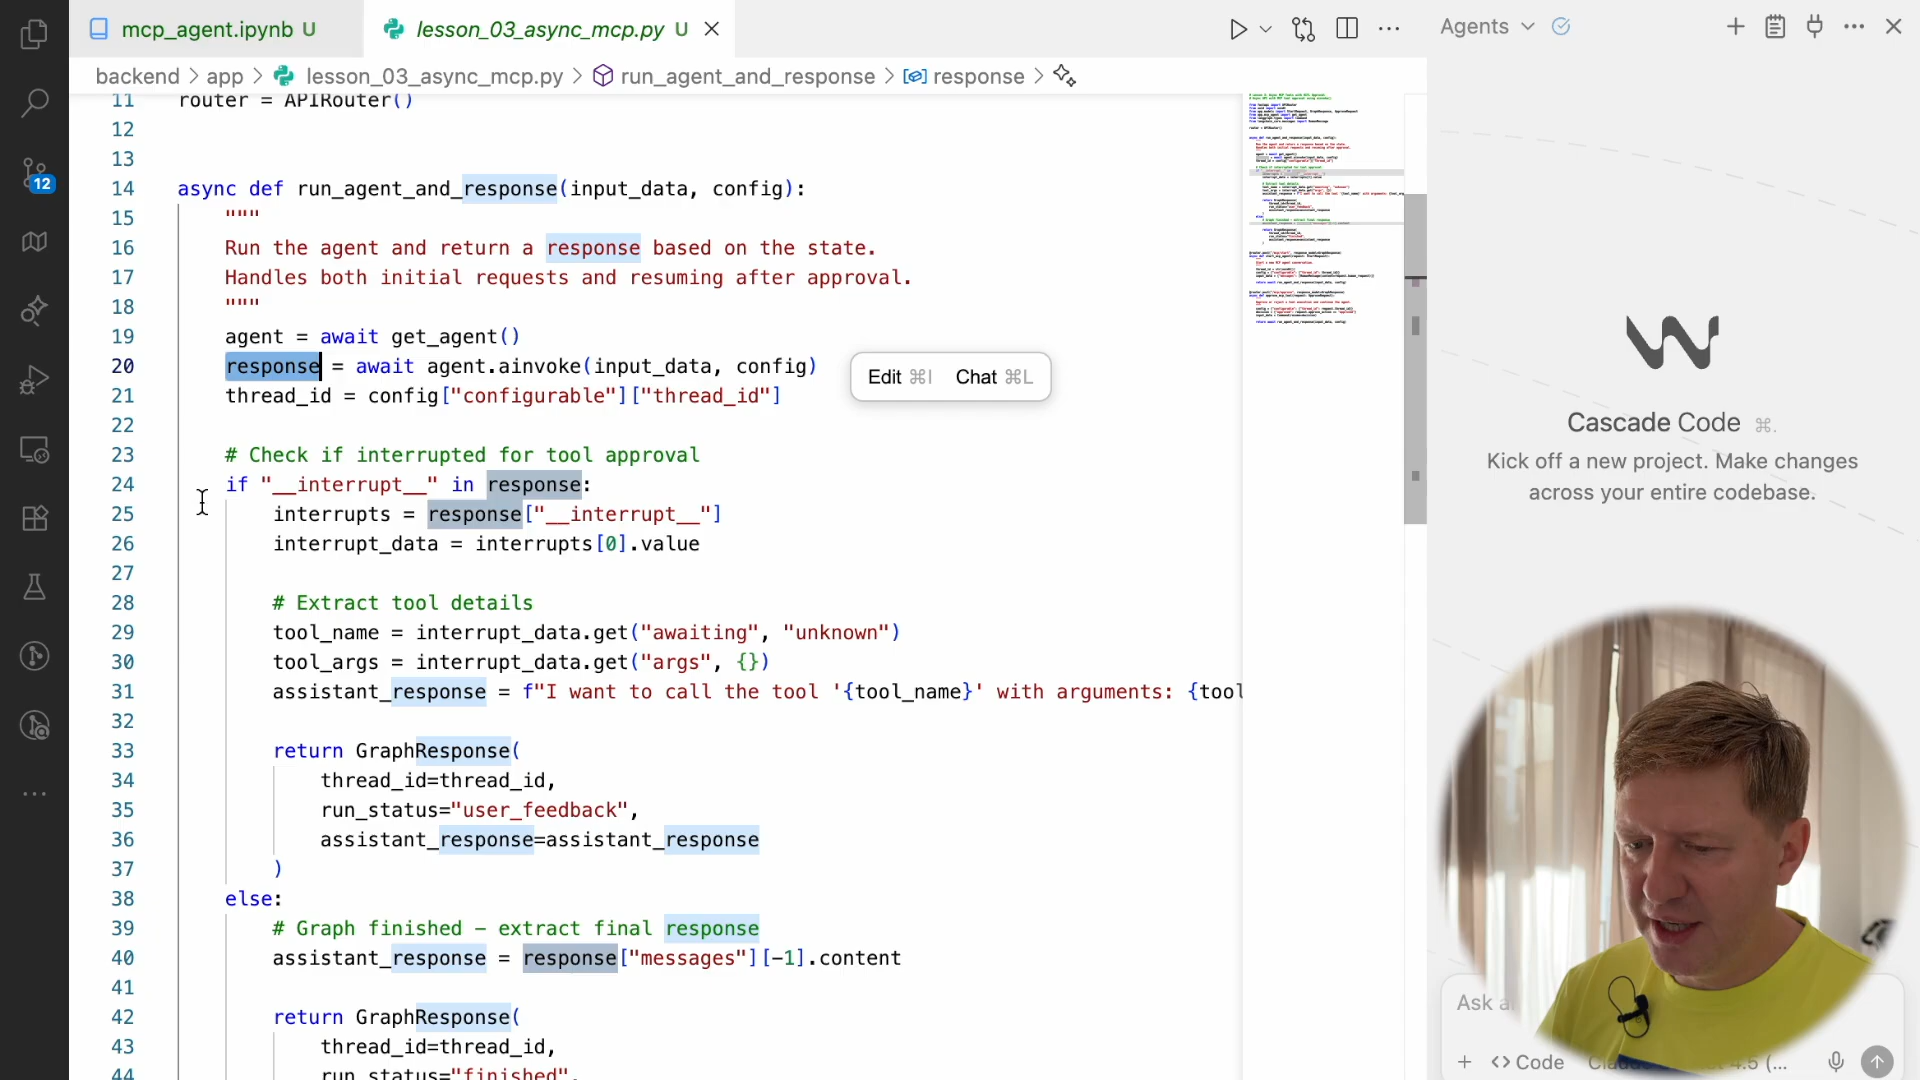 mcp_agent.ipynb U
lesson_03_async_mcp.py U
Agents
backend > app > lesson_03_async_mcp.py > run_agent_and_response > response >
11 router = APIRouter()
12
13
14 async def run_agent_and_response(input_data, config):
15 """
16 Run the agent and return a response based on the state.
17 Handles both initial requests and resuming after approval.
18 """
19 agent = await get_agent()
20 response = await agent.ainvoke(input_data, config)
Edit ⌘I Chat ⌘L
21 thread_id = config["configurable"]["thread_id"]
22
23 # Check if interrupted for tool approval
24 if "__interrupt__" in response:
25 interrupts = response["__interrupt__"]
26 interrupt_data = interrupts[0].value
27
28 # Extract tool details
29 tool_name = interrupt_data.get("awaiting", "unknown")
30 tool_args = interrupt_data.get("args", {})
31 assistant_response = f"I want to call the tool '{tool_name}' with arguments: {tool
32
33 return GraphResponse(
34 thread_id=thread_id,
35 run_status="user_feedback",
36 assistant_response=assistant_response
37 )
38 else:
39 # Graph finished – extract final response
40 assistant_response = response["messages"][-1].content
41
42 return GraphResponse(
43 thread_id=thread_id,
44 run_status="finished",
12
Cascade Code ⌘.
Kick off a new project. Make changes
across your entire codebase.
Ask
Code
4.5 (...